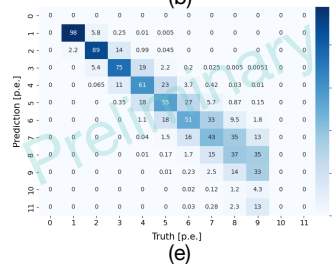 (b)
0 0 0 0 0 0 0 0 0 0 0 0 0
1 0 98 5.8 0.25 0.01 0.005 0 0 0 0 0 0
2 0 2.2 89 14 0.99 0.045 0 0 0 0 0 0
3 0 0 5.4 75 19 2.2 0.2 0.025 0.005 0.0051 0 0
4 0 0 0.065 11 61 23 3.7 0.42 0.03 0.01 0 0
5 0 0 0 0.35 18 55 27 5.7 0.87 0.15 0 0
6 0 0 0 0 1.1 18 51 33 9.5 1.8 0 0
7 0 0 0 0 0.04 1.5 16 43 35 13 0 0
8 0 0 0 0 0.01 0.17 1.7 15 37 35 0 0
9 0 0 0 0 0 0.02 0.23 2.5 14 33 0 0
10 0 0 0 0 0 0 0.01 0.12 1.2 4.3 0 0
11 0 0 0 0 0 0 0.03 0.28 2.3 13 0 0
0 1 2 3 4 5 6 7 8 9 10 11
Prediction [p.e.]
Truth [p.e.]
Preliminary
(e)